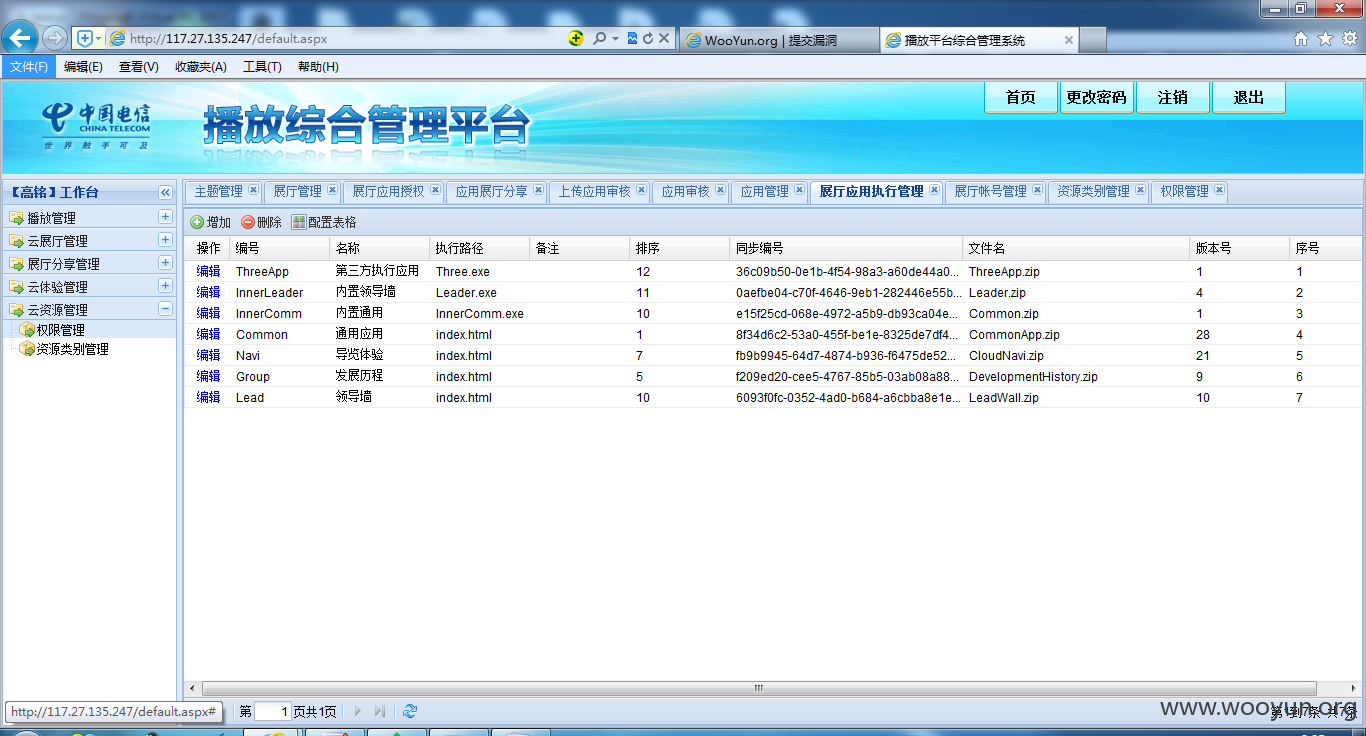 http://117.27.135.247/default.aspx
WooYun.org | 提交漏洞
播放平台综合管理系统
文件(F) 编辑(E) 查看(V) 收藏夹(A) 工具(T) 帮助(H)
中国电信
CHINA TELECOM
世界触手可及
播放综合管理平台
首页 更改密码 注销 退出
【高铭】工作台
播放管理
云展厅管理
展厅分享管理
云体验管理
云资源管理
权限管理
资源类别管理
主题管理 展厅管理 展厅应用授权 应用展厅分享 上传应用审核 应用审核 应用管理 展厅应用执行管理 展厅帐号管理 资源类别管理 权限管理
增加 删除 配置表格
操作 编号 名称 执行路径 备注 排序 同步编号 文件名 版本号 序号
编辑 ThreeApp 第三方执行应用 Three.exe 12 36c09b50-0e1b-4f54-98a3-a60de44a0... ThreeApp.zip 1 1
编辑 InnerLeader 内置领导墙 Leader.exe 11 0aefbe04-c70f-4646-9eb1-282446e55b... Leader.zip 4 2
编辑 InnerComm 内置通用 InnerComm.exe 10 e15f25cd-068e-4972-a5b9-db93ca04e... Common.zip 1 3
编辑 Common 通用应用 index.html 1 8f34d6c2-53a0-455f-be1e-8325de7df4... CommonApp.zip 28 4
编辑 Navi 导览体验 index.html 7 fb9b9945-64d7-4874-b936-f6475de52... CloudNavi.zip 21 5
编辑 Group 发展历程 index.html 5 f209ed20-cee5-4767-85b5-03ab08a88... DevelopmentHistory.zip 9 6
编辑 Lead 领导墙 index.html 10 6093f0fc-0352-4ad0-b684-a6cbba8e1e... LeadWall.zip 10 7
http://117.27.135.247/default.aspx#
第 1 页共1页
www.wooyun.org